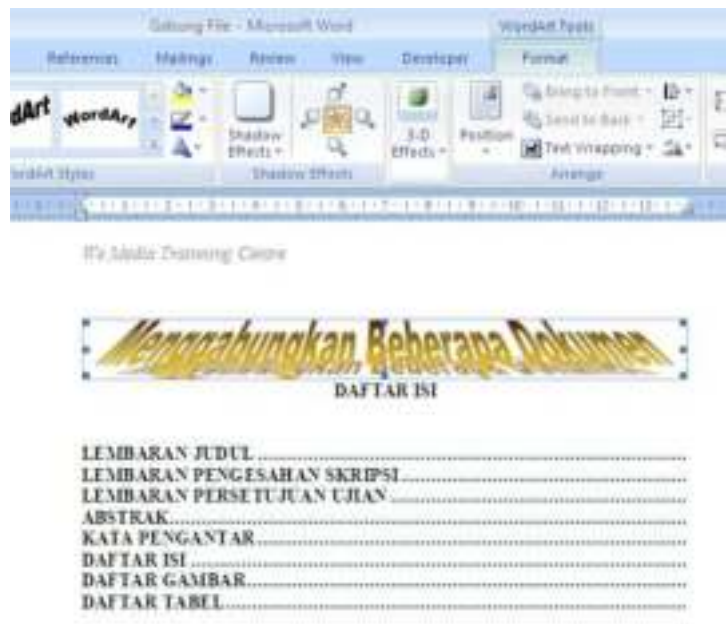 Gabung File - Microsoft Word
WordArt Tools
References Mailings Review View Developer Format
WordArt
Shadow Effects
3-D Effects
Position
Bring to Front
Send to Back
Text Wrapping
WordArt Styles
Shadow Effects
Arrange
Training Centre
Menggabungkan Beberapa Dokumen
DAFTAR ISI
LEMBARAN JUDUL
LEMBARAN PENGESAHAN SKRIPSI
LEMBARAN PERSETUJUAN UJIAN
ABSTRAK
KATA PENGANTAR
DAFTAR ISI
DAFTAR GAMBAR
DAFTAR TABEL